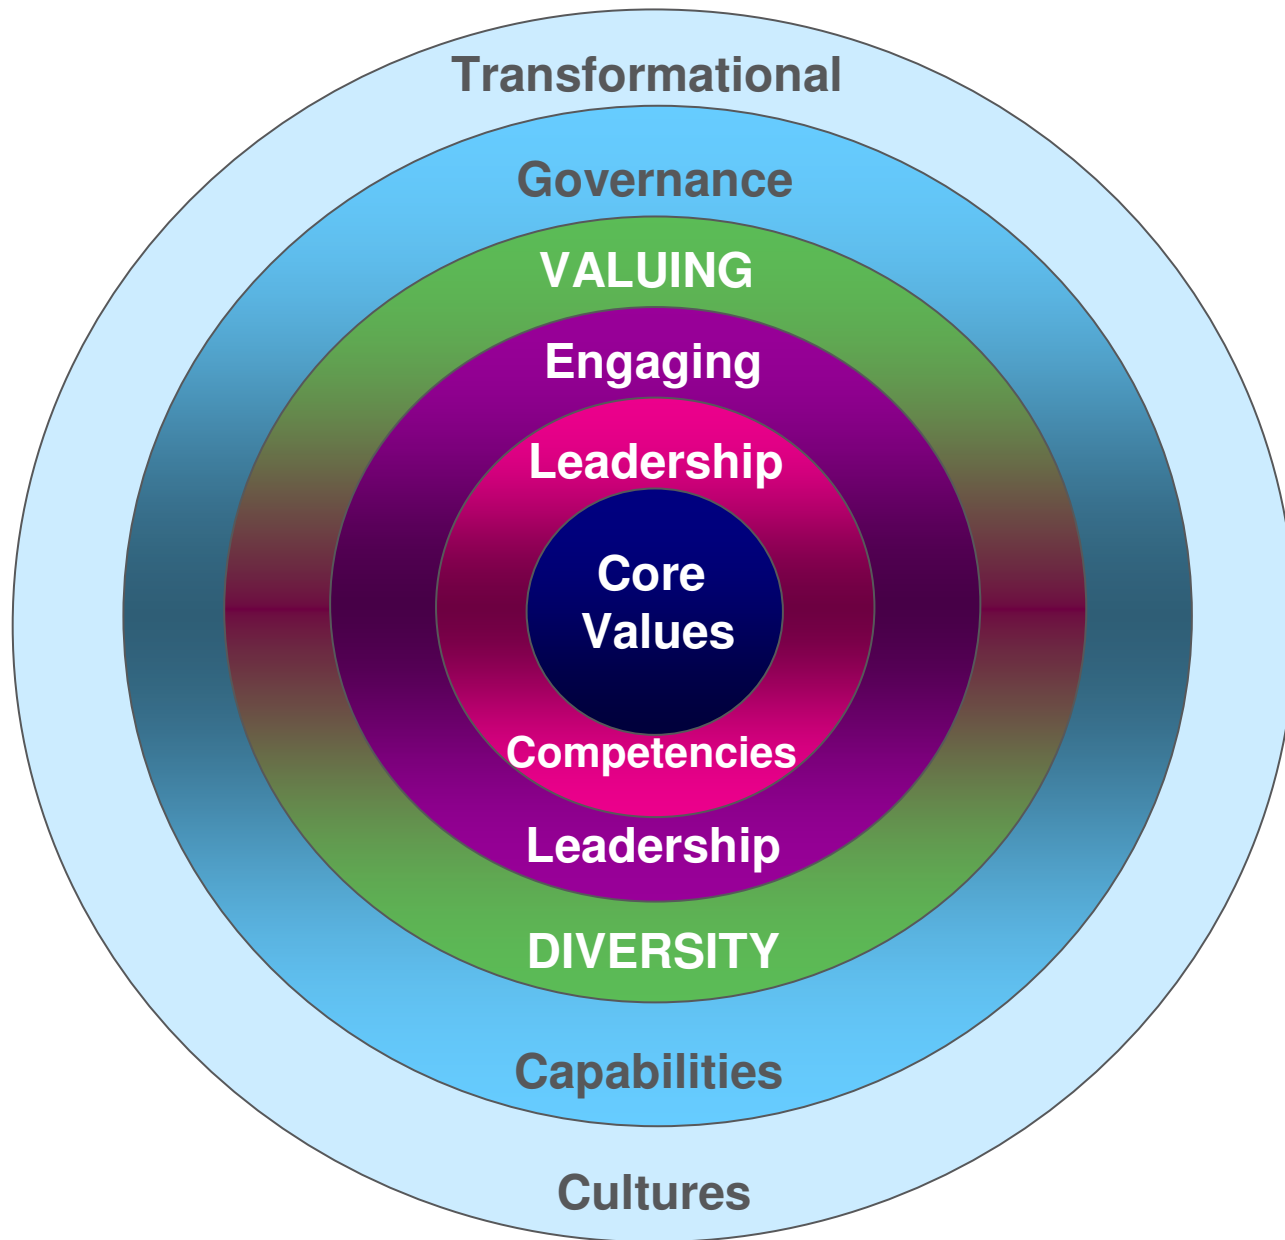 Transformational
Governance
VALUING
Engaging
Leadership
Core
Values
Competencies
Leadership
DIVERSITY
Capabilities
Cultures